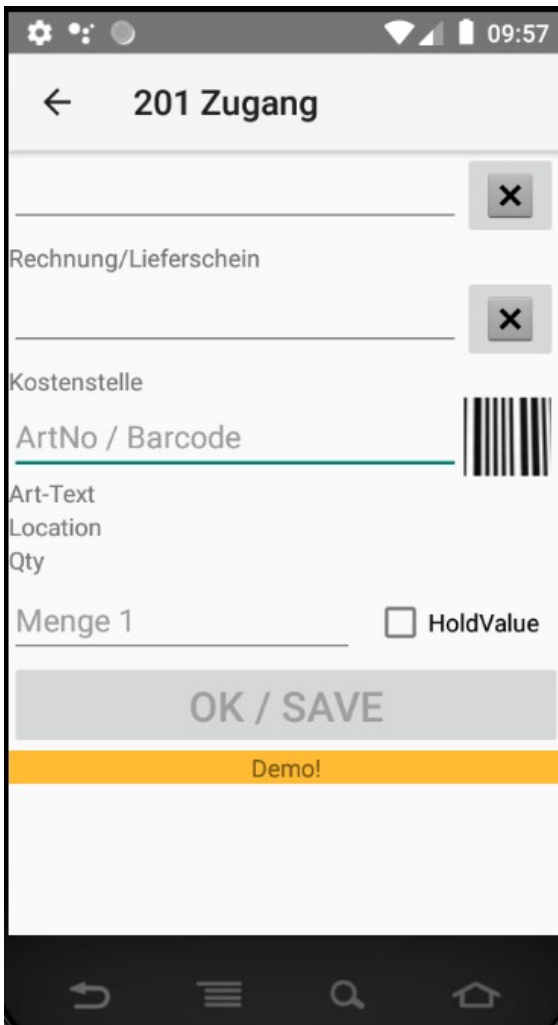 09:57
201 Zugang
Rechnung/Lieferschein
Kostenstelle
ArtNo / Barcode
Art-Text
Location
Qty
Menge 1
HoldValue
OK / SAVE
Demo!